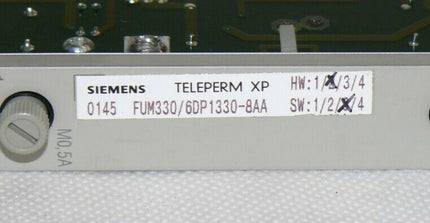 SIEMENS TELEPERM XP HW:1/2/3/4
0145 FUM330/6DP1330-8AA SW:1/2/3/4
M0,5A